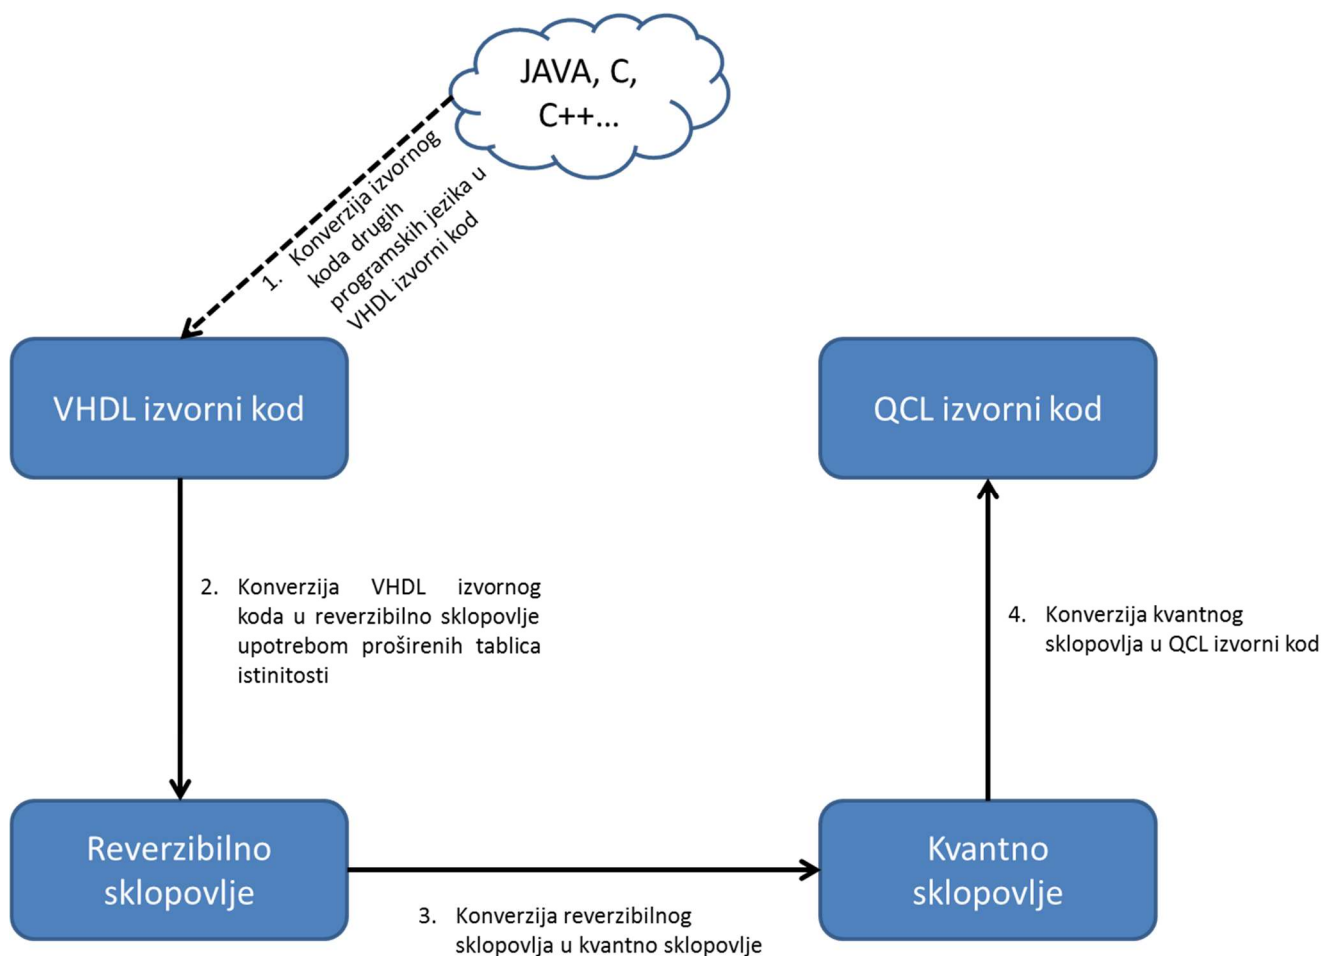 JAVA, C,
C++...
1. Konverzija izvornog
koda drugih
programskih jezika u
VHDL izvorni kod
VHDL izvorni kod
QCL izvorni kod
2. Konverzija VHDL izvornog
koda u reverzibilno sklopovlje
upotrebom proširenih tablica
istinitosti
4. Konverzija kvantnog
sklopovlja u QCL izvorni kod
Reverzibilno
sklopovlje
Kvantno
sklopovlje
3. Konverzija reverzibilnog
sklopovlja u kvantno sklopovlje